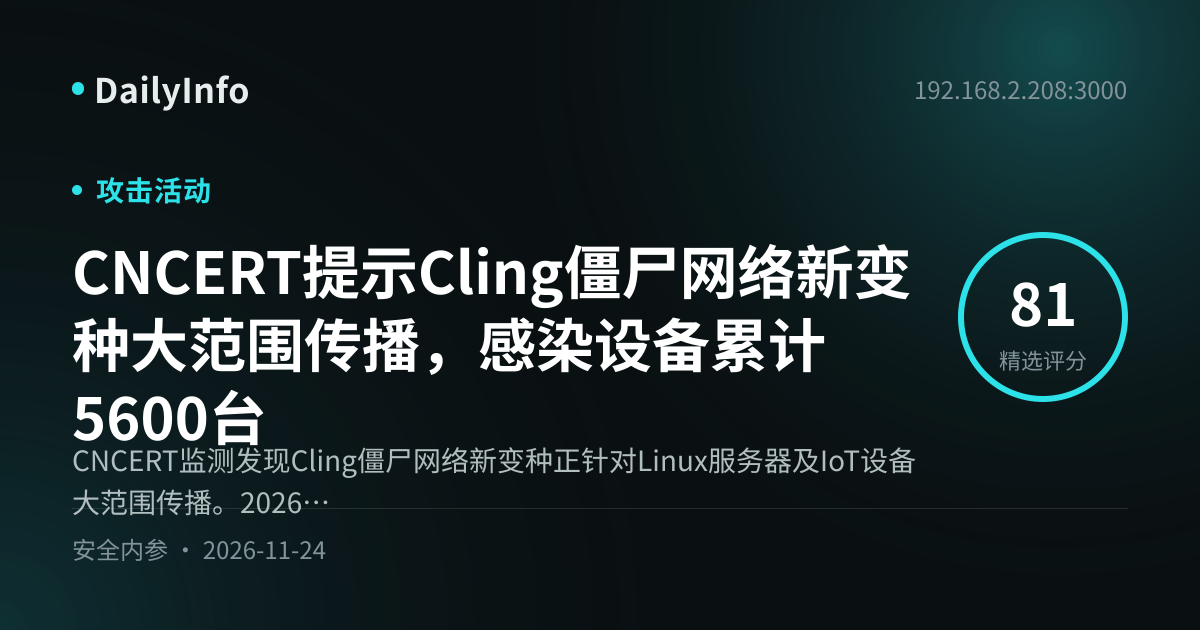 DailyInfo
192.168.2.208:3000
攻击活动
CNCERT提示Cling僵尸网络新变
种大范围传播，感染设备累计
5600台
81
精选评分
CNCERT监测发现Cling僵尸网络新变种正针对Linux服务器及IoT设备
大范围传播。2026…
安全内参 · 2026-11-24